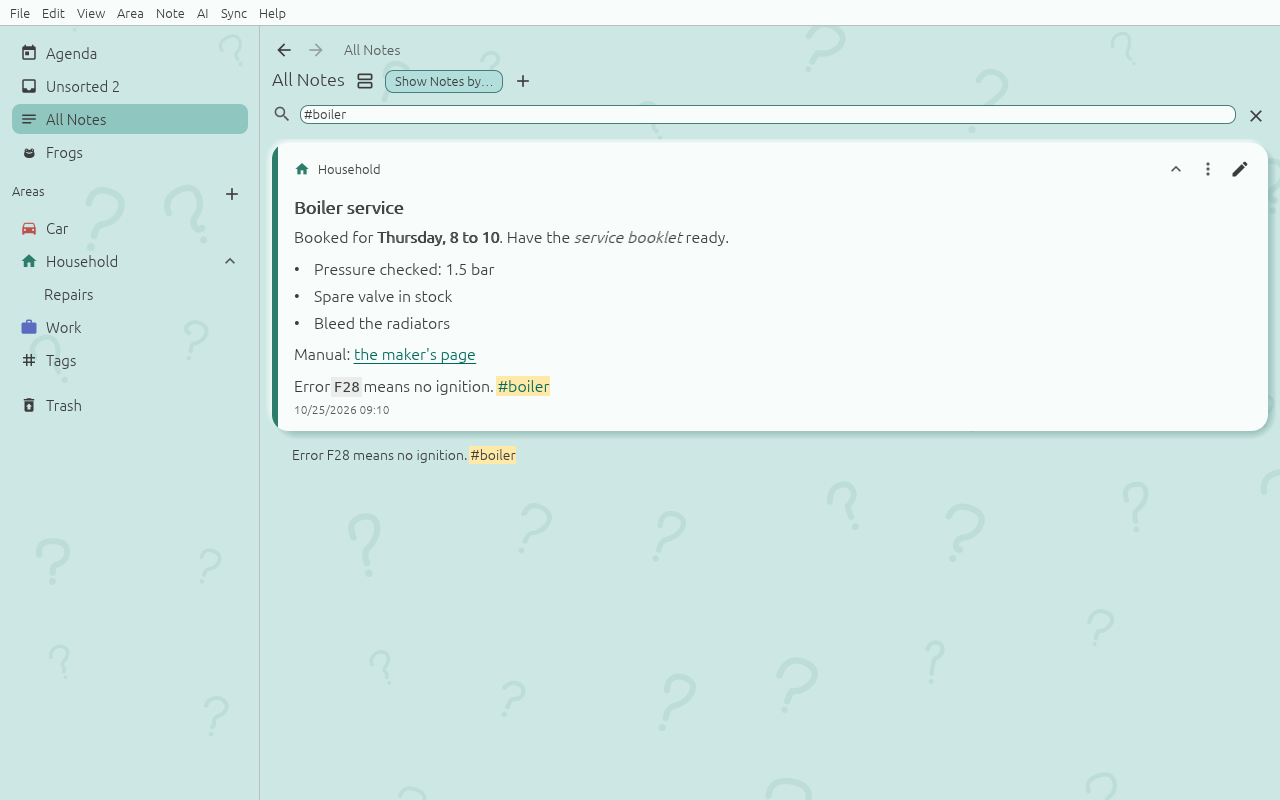 File Edit View Area Note AI Sync Help
Agenda
Unsorted 2
All Notes
Frogs
Areas
Car
Household
Repairs
Work
Tags
Trash
All Notes
All Notes Show Notes by…
#boiler
Household
Boiler service
Booked for Thursday, 8 to 10. Have the service booklet ready.
• Pressure checked: 1.5 bar
• Spare valve in stock
• Bleed the radiators
Manual: the maker's page
Error F28 means no ignition. #boiler
10/25/2026 09:10
Error F28 means no ignition. #boiler